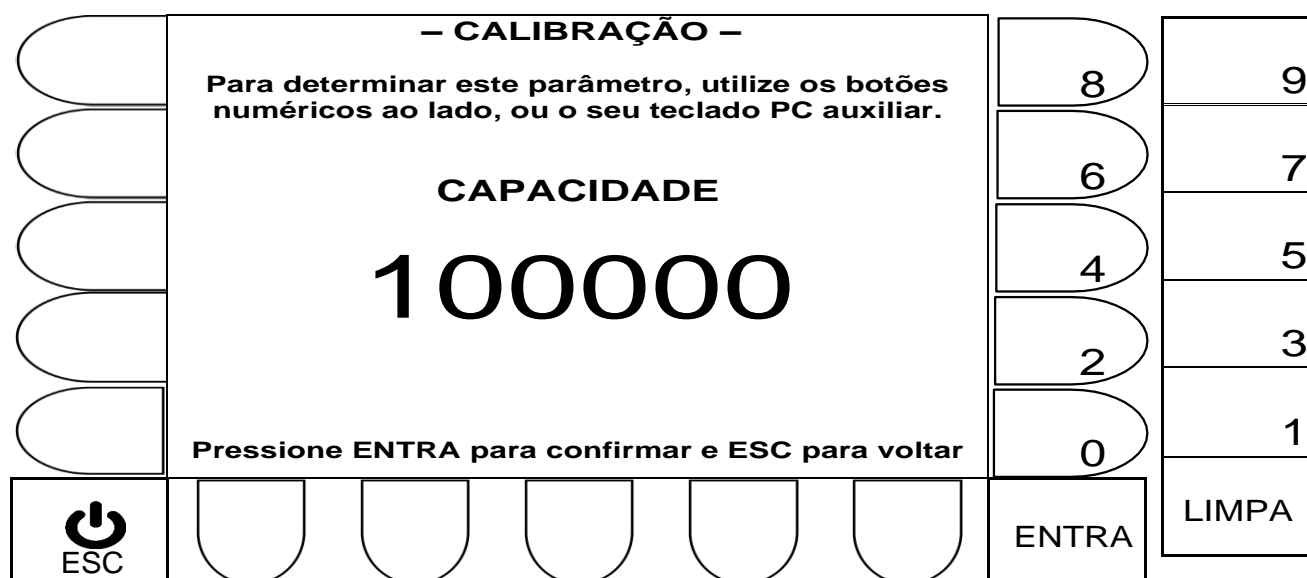 – CALIBRAÇÃO –
Para determinar este parâmetro, utilize os botões
numéricos ao lado, ou o seu teclado PC auxiliar.
CAPACIDADE
100000
Pressione ENTRA para confirmar e ESC para voltar
8
9
6
7
4
5
2
3
0
1
ESC
ENTRA
LIMPA